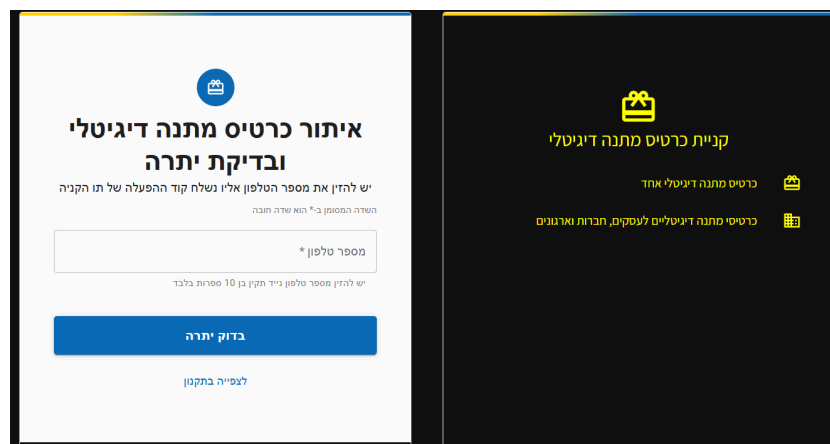 קניית כרטיס מתנה דיגיטלי
כרטיס מתנה דיגיטלי אחד
כרטיסי מתנה דיגיטליים לעסקים, חברות וארגונים
איתור כרטיס מתנה דיגיטלי
ובדיקת יתרה
יש להזין את מספר הטלפון אליו נשלח קוד ההפעלה של תו הקניה
השדה המסומן ב-* הוא שדה חובה
מספר טלפון *
יש להזין מספר טלפון נייד תקין בן 10 ספרות בלבד
בדוק יתרה
לצפייה בתקנון